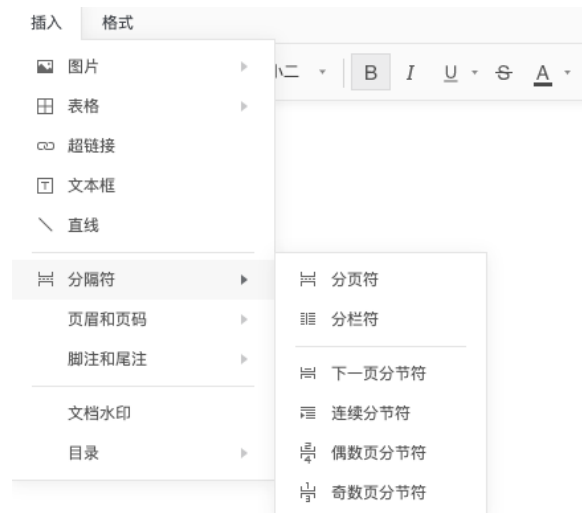 插入 格式
图片
小二 B I U S A
表格
超链接
文本框
直线
分隔符
分页符
页眉和页码
分栏符
脚注和尾注
下一页分节符
文档水印
连续分节符
目录
偶数页分节符
奇数页分节符